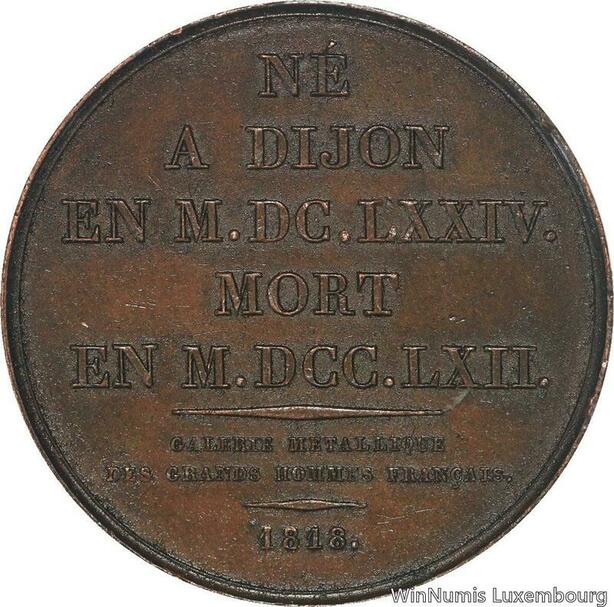 NÉ
A DIJON
EN M.DC.LXXIV.
MORT
EN M.DCC.LXII.
GALERIE METALLIQUE
DES GRANDS HOMMES FRANÇAIS.
1818.
WinNumis Luxembourg